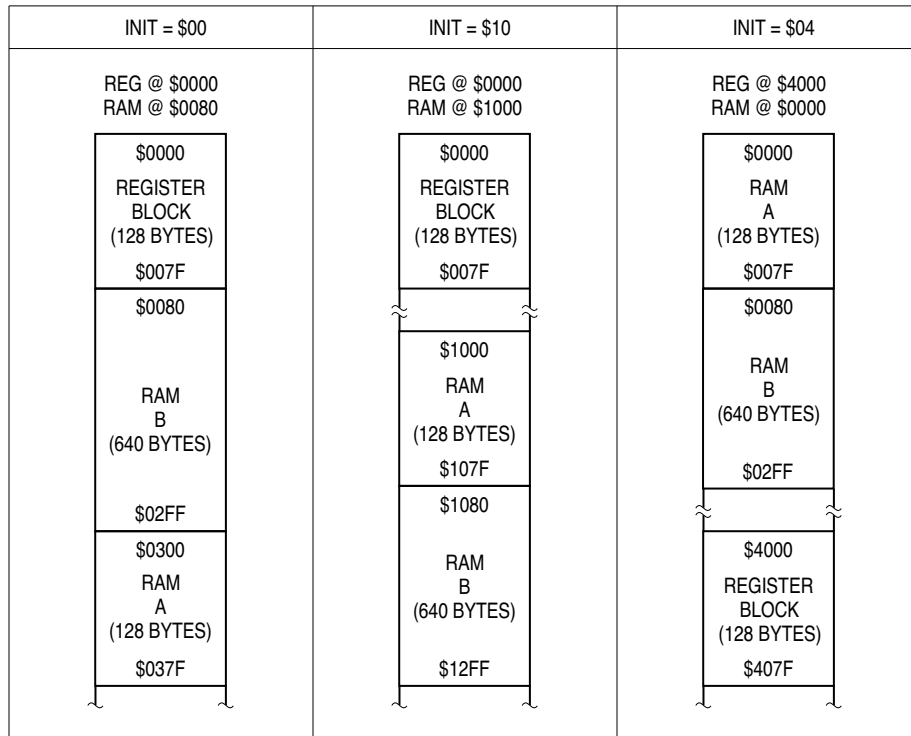 INIT = $00
REG @ $0000
RAM @ $0080
$0000
REGISTER
BLOCK
(128 BYTES)
$007F
$0080
RAM
B
(640 BYTES)
$02FF
$0300
RAM
A
(128 BYTES)
$037F
INIT = $10
REG @ $0000
RAM @ $1000
$0000
REGISTER
BLOCK
(128 BYTES)
$007F
$1000
RAM
A
(128 BYTES)
$107F
$1080
RAM
B
(640 BYTES)
$12FF
INIT = $04
REG @ $4000
RAM @ $0000
$0000
RAM
A
(128 BYTES)
$007F
$0080
RAM
B
(640 BYTES)
$02FF
$4000
REGISTER
BLOCK
(128 BYTES)
$407F